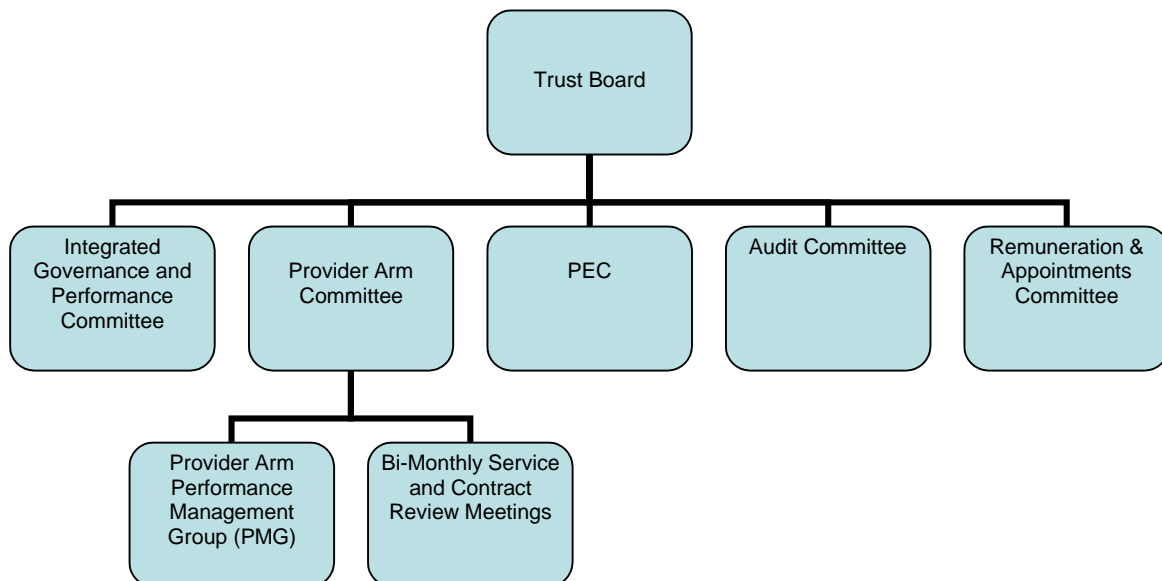 Trust Board
Integrated
Governance and
Performance
Committee
Provider Arm
Committee
PEC
Audit Committee
Remuneration &
Appointments
Committee
Provider Arm
Performance
Management
Group (PMG)
Bi-Monthly Service
and Contract
Review Meetings